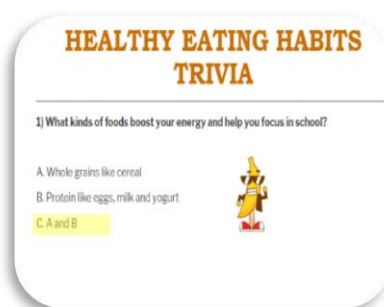 HEALTHY EATING HABITS
TRIVIA
1) What kinds of foods boost your energy and help you focus in school?
A. Whole grains like cereal
B. Protein like eggs, milk and yogurt
C. A and B